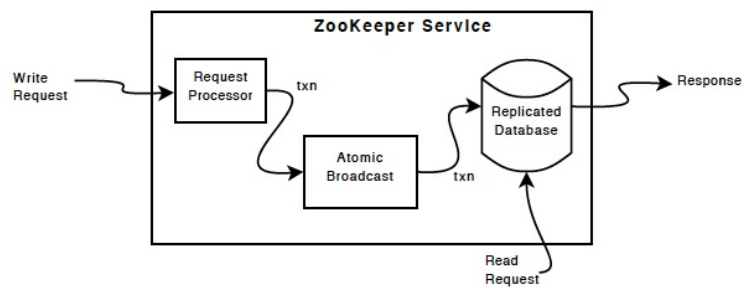 ZooKeeper Service
Write
Request
Request
Processor
txn
Atomic
Broadcast
txn
Replicated
Database
Response
Read
Request